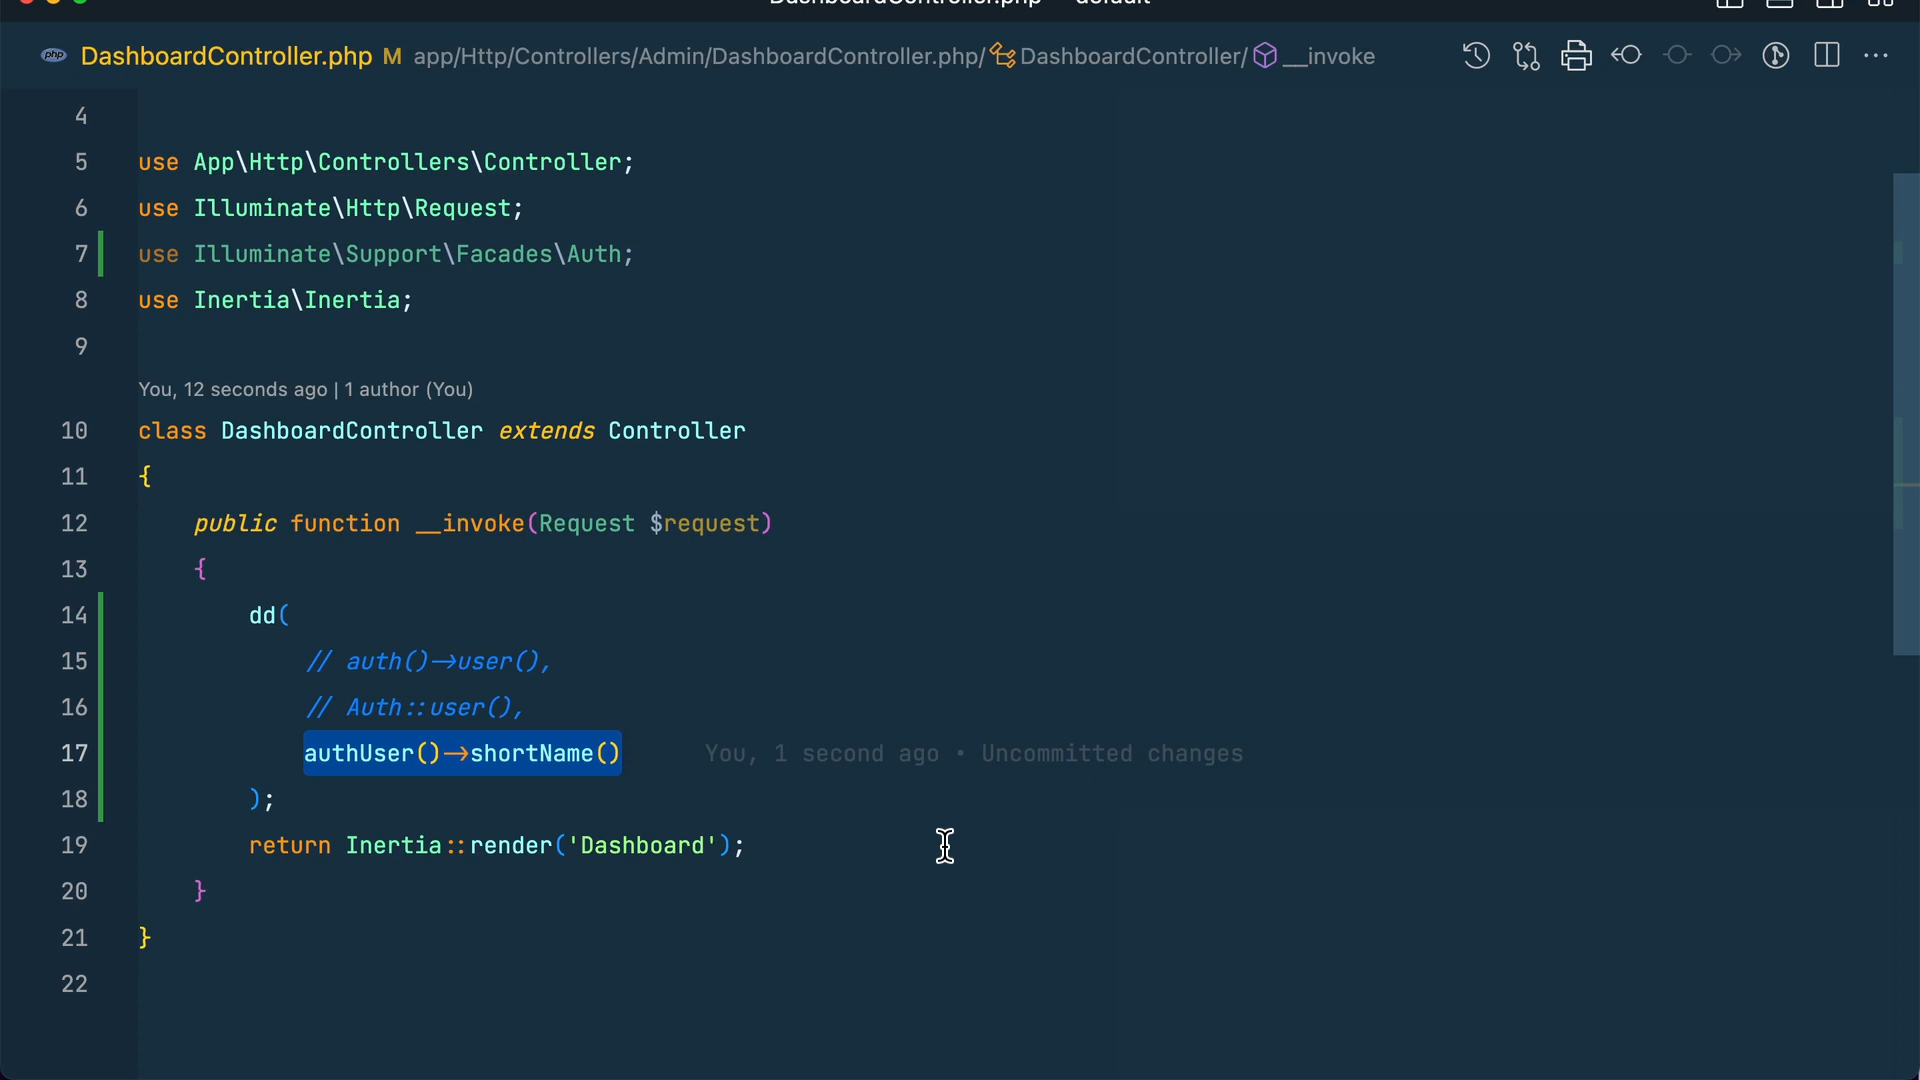 DashboardController.php — default
php DashboardController.php M app/Http/Controllers/Admin/DashboardController.php/ DashboardController/ __invoke
4
5 use App\Http\Controllers\Controller;
6 use Illuminate\Http\Request;
7 use Illuminate\Support\Facades\Auth;
8 use Inertia\Inertia;
9
You, 12 seconds ago | 1 author (You)
10 class DashboardController extends Controller
11 {
12 public function __invoke(Request $request)
13 {
14 dd(
15 // auth()->user(),
16 // Auth::user(),
17 authUser()->shortName() You, 1 second ago • Uncommitted changes
18 );
19 return Inertia::render('Dashboard');
20 }
21 }
22